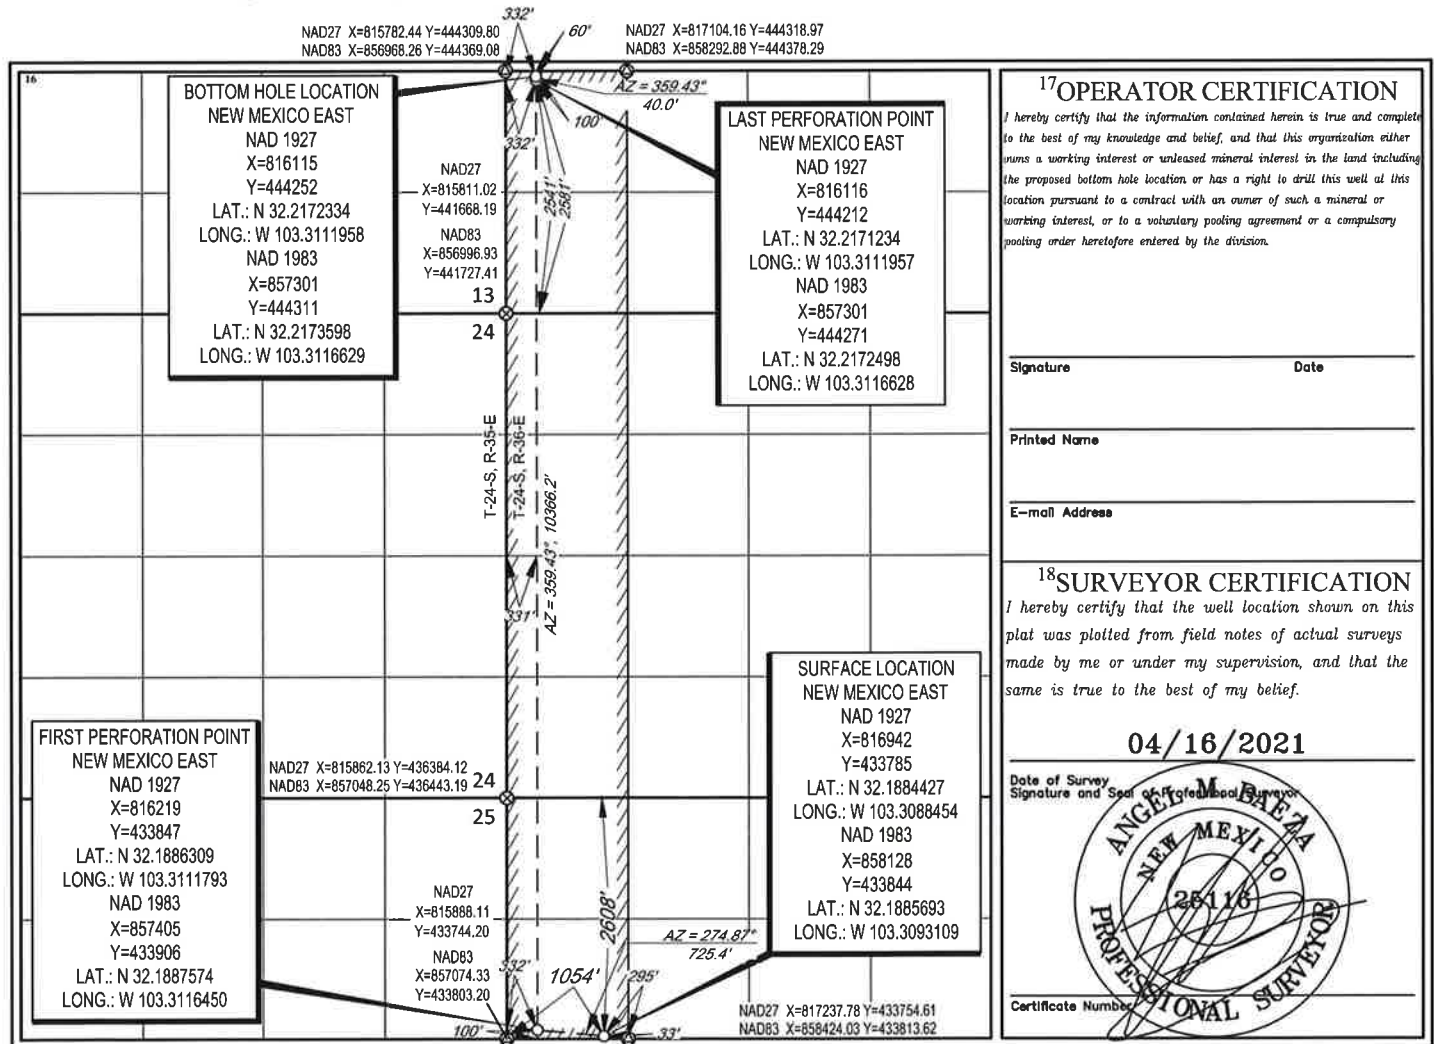 332'
60'
NAD27 X=815782.44 Y=444309.80
NAD83 X=856968.26 Y=444369.08
NAD27 X=817104.16 Y=444318.97
NAD83 X=858292.88 Y=444378.29
16
BOTTOM HOLE LOCATION
NEW MEXICO EAST
NAD 1927
X=816115
Y=444252
LAT.: N 32.2172334
LONG.: W 103.3111958
NAD 1983
X=857301
Y=444311
LAT.: N 32.2173598
LONG.: W 103.3116629
AZ = 359.43°
40.0'
100'
332'
2541'
2581'
LAST PERFORATION POINT
NEW MEXICO EAST
NAD 1927
X=816116
Y=444212
LAT.: N 32.2171234
LONG.: W 103.3111957
NAD 1983
X=857301
Y=444271
LAT.: N 32.2172498
LONG.: W 103.3116628
NAD27
X=815811.02
Y=441668.19
NAD83
X=856996.93
Y=441727.41
13
24
T-24-S, R-35-E
T-24-S, R-36-E
AZ = 359.43°, 10366.2'
331'
SURFACE LOCATION
NEW MEXICO EAST
NAD 1927
X=816942
Y=433785
LAT.: N 32.1884427
LONG.: W 103.3088454
NAD 1983
X=858128
Y=433844
LAT.: N 32.1885693
LONG.: W 103.3093109
FIRST PERFORATION POINT
NEW MEXICO EAST
NAD 1927
X=816219
Y=433847
LAT.: N 32.1886309
LONG.: W 103.3111793
NAD 1983
X=857405
Y=433906
LAT.: N 32.1887574
LONG.: W 103.3116450
NAD27 X=815862.13 Y=436384.12
NAD83 X=857048.25 Y=436443.19
24
25
NAD27
X=815888.11
Y=433744.20
NAD83
X=857074.33
Y=433803.20
2608'
AZ = 274.87°
725.4'
332'
1054'
295'
100'
33'
NAD27 X=817237.78 Y=433754.61
NAD83 X=858424.03 Y=433813.62
17 OPERATOR CERTIFICATION
I hereby certify that the information contained herein is true and complete
to the best of my knowledge and belief, and that this organization either
owns a working interest or unleased mineral interest in the land including
the proposed bottom hole location or has a right to drill this well at this
location pursuant to a contract with an owner of such a mineral or
working interest, or to a voluntary pooling agreement or a compulsory
pooling order heretofore entered by the division.
Signature Date
Printed Name
E-mail Address
18 SURVEYOR CERTIFICATION
I hereby certify that the well location shown on this
plat was plotted from field notes of actual surveys
made by me or under my supervision, and that the
same is true to the best of my belief.
04/16/2021
Date of Survey
Signature and Seal of Professional Surveyor
ANGEL M. BAEZA
NEW MEXICO
25116
PROFESSIONAL SURVEYOR
Certificate Number